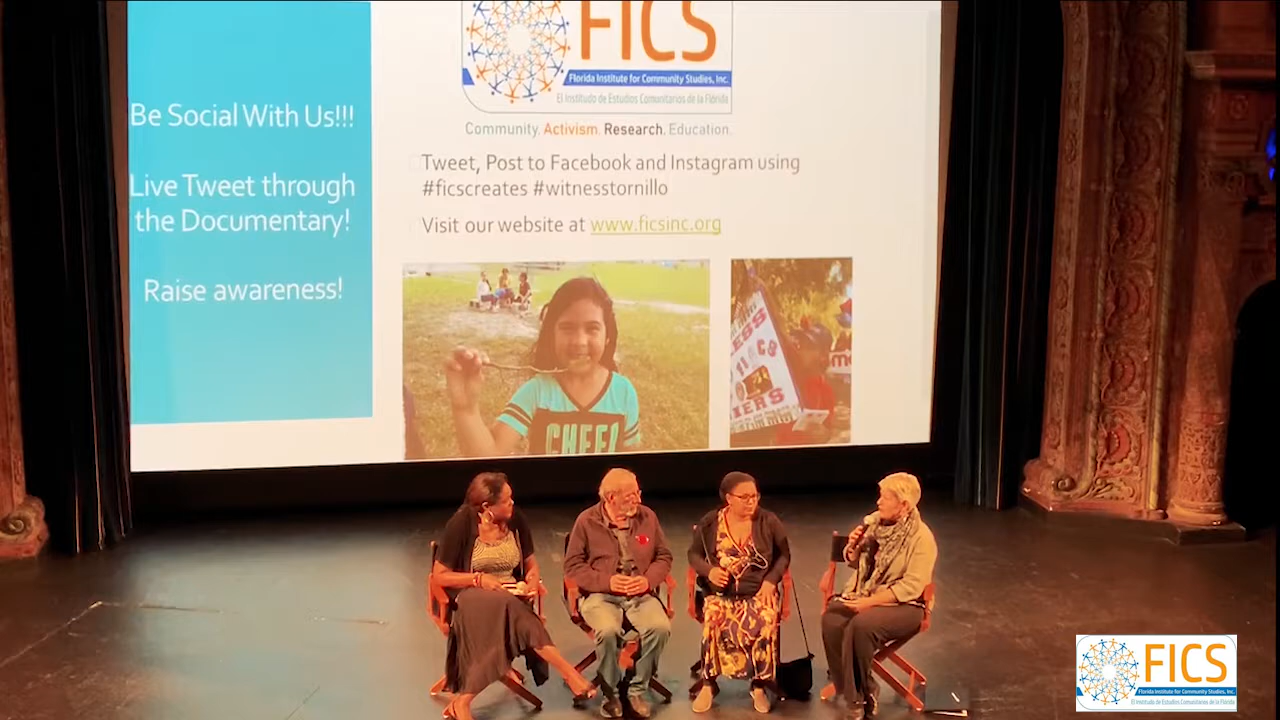 Be Social With Us!!!
Live Tweet through
the Documentary!
Raise awareness!
FICS
Florida Institute for Community Studies, Inc.
El Instituto de Estudios Comunitarios de la Flórida
Community. Activism. Research. Education.
Tweet, Post to Facebook and Instagram using
#ficscreates #witnesstornillo
Visit our website at www.ficsinc.org
CHEE
FICS
Florida Institute for Community Studies, Inc.
El Instituto de Estudios Comunitarios de la Flórida